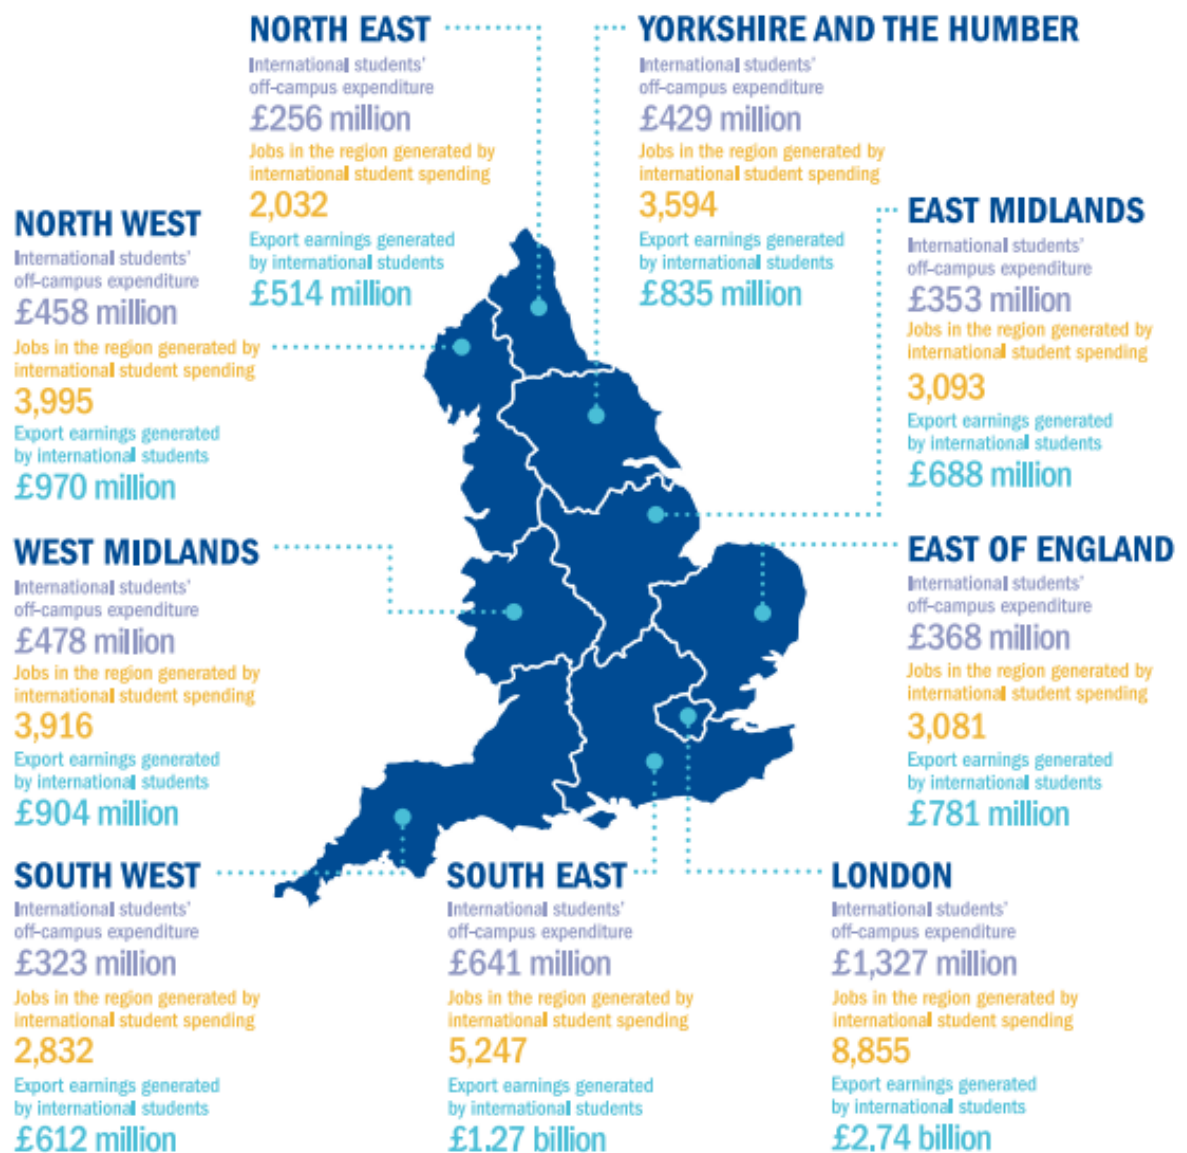 NORTH EAST
International students'
off-campus expenditure
£256 million
Jobs in the region generated by
international student spending
2,032
Export earnings generated
by international students
£514 million
YORKSHIRE AND THE HUMBER
International students'
off-campus expenditure
£429 million
Jobs in the region generated by
international student spending
3,594
Export earnings generated
by international students
£835 million
NORTH WEST
International students'
off-campus expenditure
£458 million
Jobs in the region generated by
international student spending
3,995
Export earnings generated
by international students
£970 million
EAST MIDLANDS
International students'
off-campus expenditure
£353 million
Jobs in the region generated by
international student spending
3,093
Export earnings generated
by international students
£688 million
WEST MIDLANDS
International students'
off-campus expenditure
£478 million
Jobs in the region generated by
international student spending
3,916
Export earnings generated
by international students
£904 million
EAST OF ENGLAND
International students'
off-campus expenditure
£368 million
Jobs in the region generated by
international student spending
3,081
Export earnings generated
by international students
£781 million
SOUTH WEST
International students'
off-campus expenditure
£323 million
Jobs in the region generated by
international student spending
2,832
Export earnings generated
by international students
£612 million
SOUTH EAST
International students'
off-campus expenditure
£641 million
Jobs in the region generated by
international student spending
5,247
Export earnings generated
by international students
£1.27 billion
LONDON
International students'
off-campus expenditure
£1,327 million
Jobs in the region generated by
international student spending
8,855
Export earnings generated
by international students
£2.74 billion